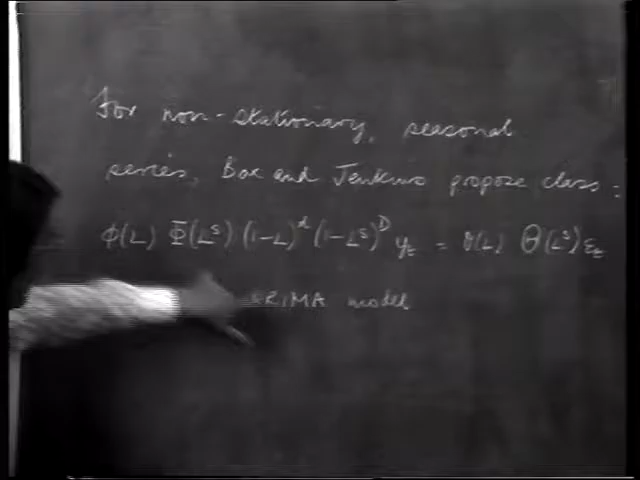 For non-stationary, seasonal
series, Box and Jenkins propose class :
ϕ(L) Φ(L^s) (1-L)^d (1-L^s)^D y_t = θ(L) Θ(L^s) ε_t
ARIMA model